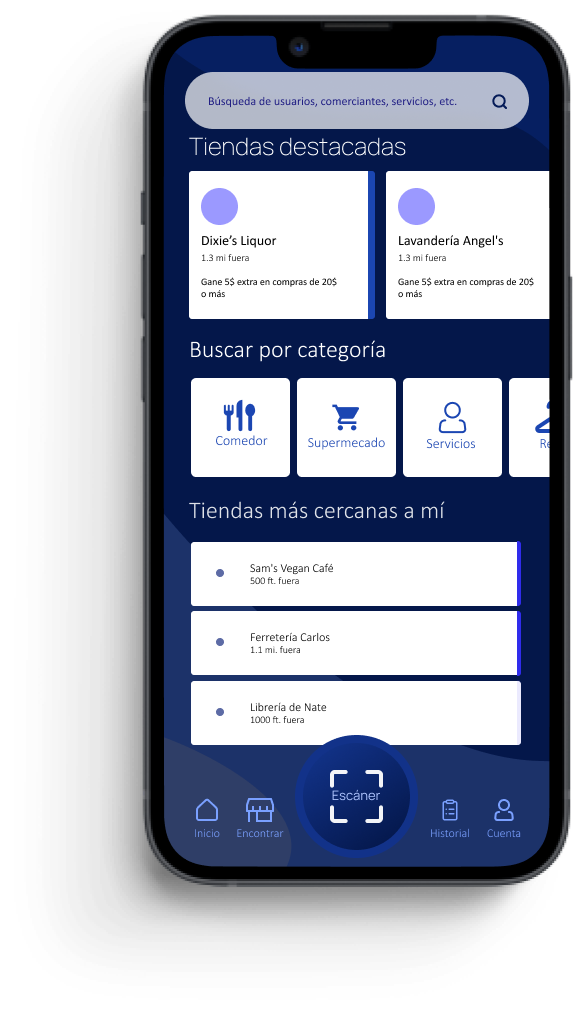 Búsqueda de usuarios, comerciantes, servicios, etc.
Tiendas destacadas
Dixie’s Liquor
1.3 mi fuera
Gane 5$ extra en compras de 20$
o más
Lavandería Angel's
1.3 mi fuera
Gane 5$ extra en compras de 20$
o más
Buscar por categoría
Comedor
Supermecado
Servicios
Tiendas más cercanas a mí
Sam's Vegan Café
500 ft. fuera
Ferretería Carlos
1.1 mi. fuera
Librería de Nate
1000 ft. fuera
Escáner
Inicio
Encontrar
Historial
Cuenta